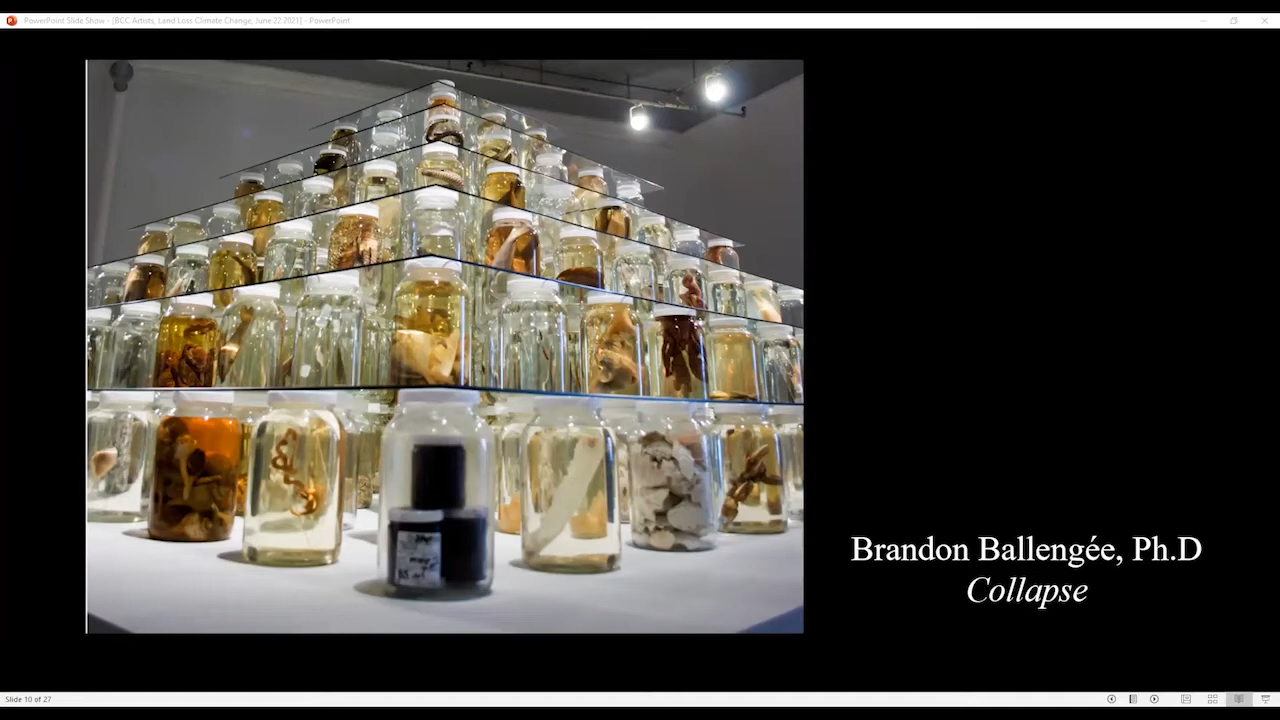 PowerPoint Slide Show - [BCC Artists, Land Loss Climate Change, June 22 2021] - PowerPoint
Brandon Ballengée, Ph.D
Collapse
Slide 10 of 27